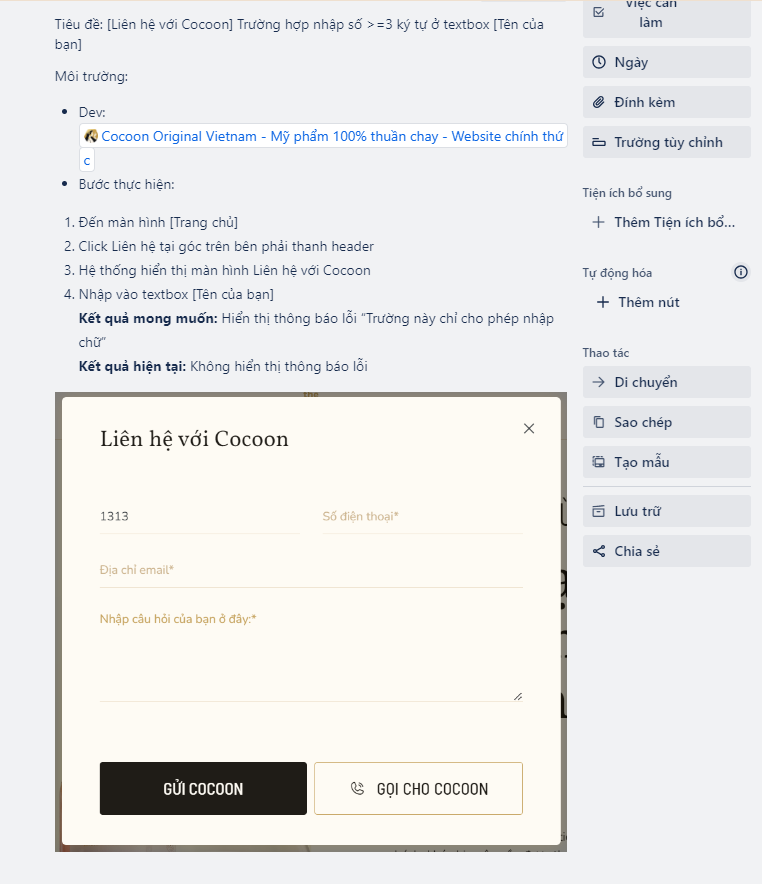 Tiêu đề: [Liên hệ với Cocoon] Trường hợp nhập số >=3 ký tự ở textbox [Tên của
bạn]
Môi trường:
Dev:
Cocoon Original Vietnam - Mỹ phẩm 100% thuần chay - Website chính thứ
c
Bước thực hiện:
1. Đến màn hình [Trang chủ]
2. Click Liên hệ tại góc trên bên phải thanh header
3. Hệ thống hiển thị màn hình Liên hệ với Cocoon
4. Nhập vào textbox [Tên của bạn]
Kết quả mong muốn: Hiển thị thông báo lỗi “Trường này chỉ cho phép nhập
chữ”
Kết quả hiện tại: Không hiển thị thông báo lỗi
the
Liên hệ với Cocoon
1313
Số điện thoại*
Địa chỉ email*
Nhập câu hỏi của bạn ở đây:*
GỬI COCOON
GỌI CHO COCOON
Việc cần
làm
Ngày
Đính kèm
Trường tùy chỉnh
Tiện ích bổ sung
Thêm Tiện ích bổ...
Tự động hóa
Thêm nút
Thao tác
Di chuyển
Sao chép
Tạo mẫu
Lưu trữ
Chia sẻ